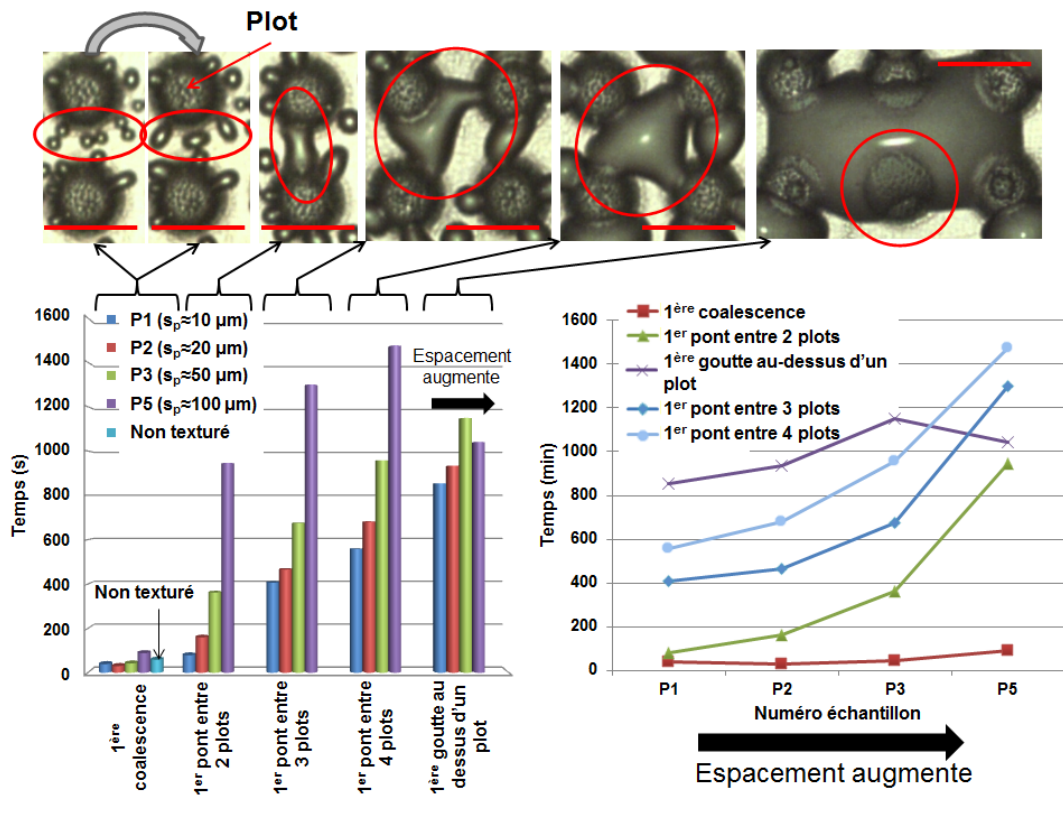 Plot
1600
1400
1200
1000
800
600
400
200
0
Temps (s)
P1 (sp≈10 µm)
P2 (sp≈20 µm)
P3 (sp≈50 µm)
P5 (sp≈100 µm)
Non texturé
Espacement
augmente
Non texturé
1ère
coalescence
1er pont entre
2 plots
1er pont entre
3 plots
1er pont entre
4 plots
1ère goutte au
dessus d'un
plot
1ère coalescence
1er pont entre 2 plots
1ère goutte au-dessus d'un
plot
1er pont entre 3 plots
1er pont entre 4 plots
1600
1400
1200
1000
800
600
400
200
0
Temps (min)
P1 P2 P3 P5
Numéro échantillon
Espacement augmente